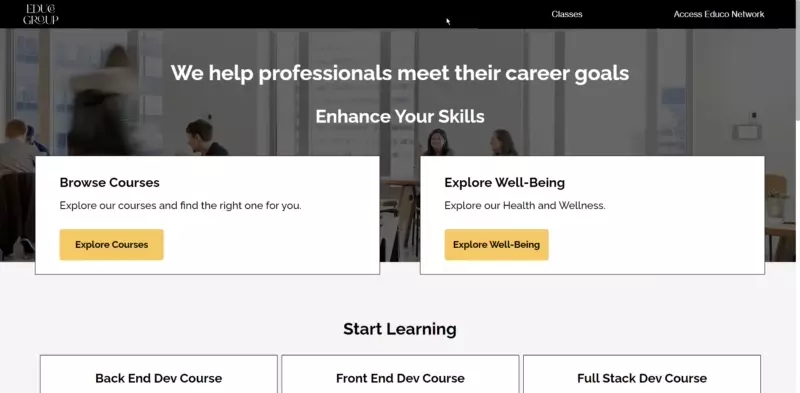 EDUCO
GROUP
Classes
Access Educo Network
We help professionals meet their career goals
Enhance Your Skills
Browse Courses
Explore our courses and find the right one for you.
Explore Courses
Explore Well-Being
Explore our Health and Wellness.
Explore Well-Being
Start Learning
Back End Dev Course
Front End Dev Course
Full Stack Dev Course